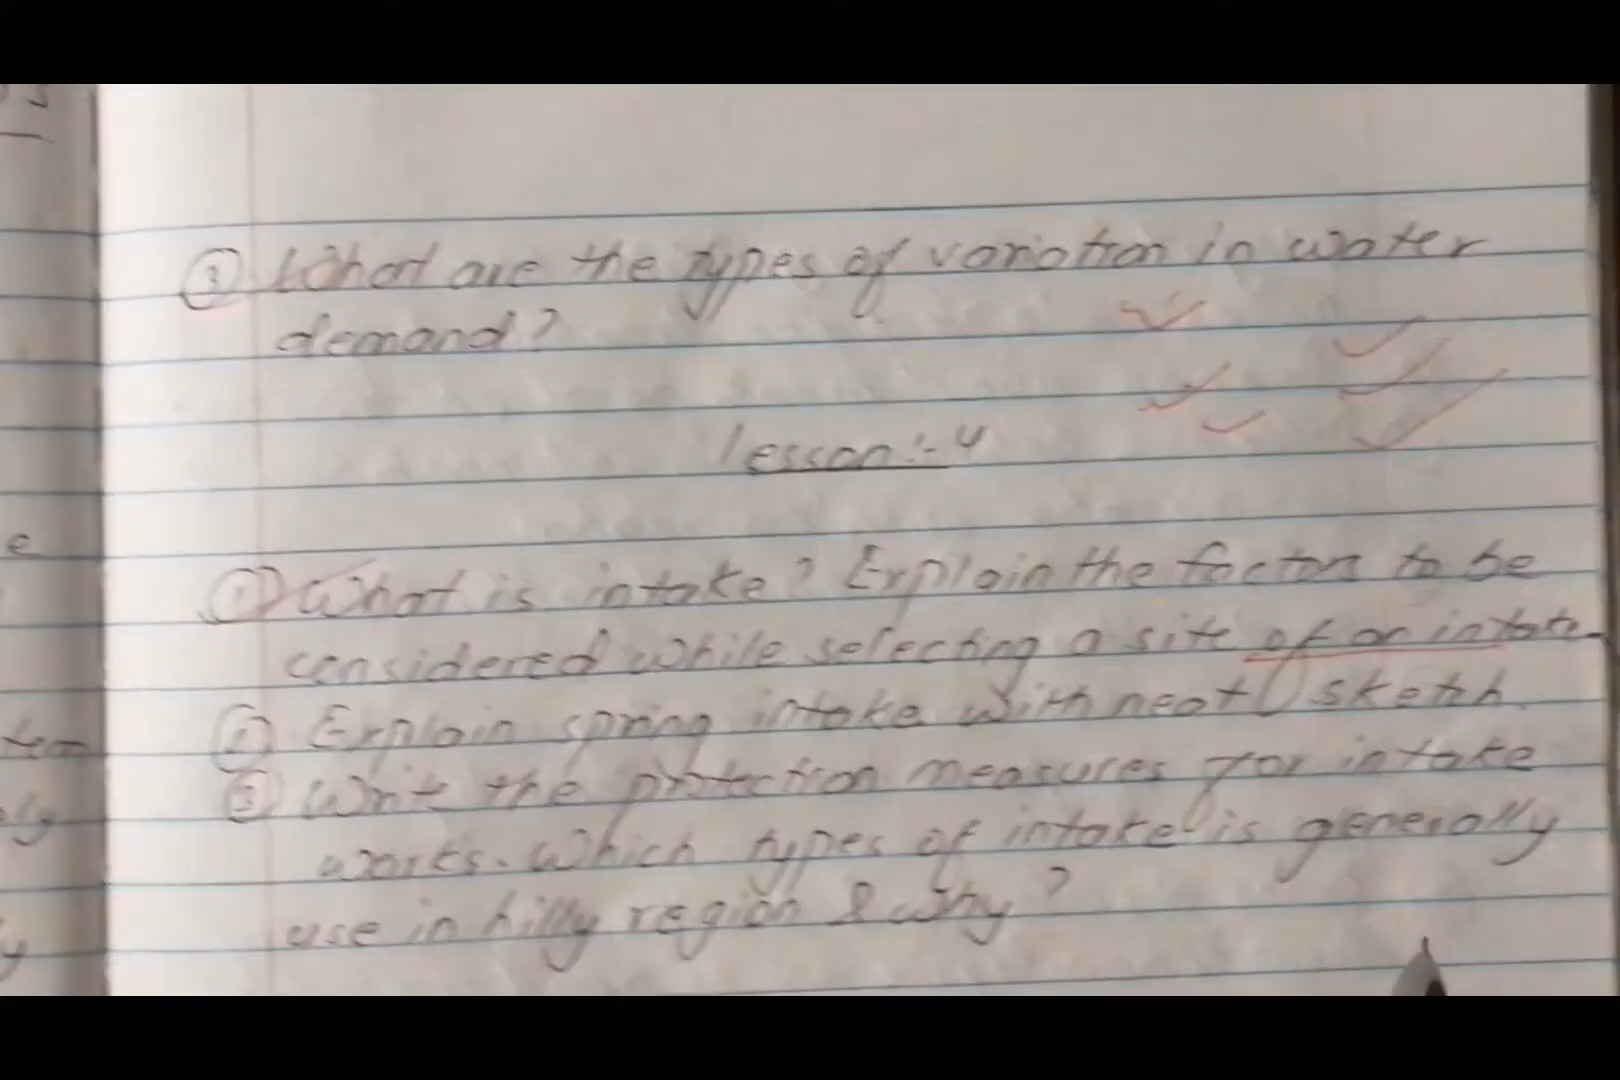 ③ What are the types of variation in water
demand?
lesson:- 4
① What is intake? Explain the factors to be
considered while selecting a site of an intake.
② Explain spring intake with neat sketch.
③ Write the protection measures for intake
works. Which types of intake is generally
use in hilly region & why?